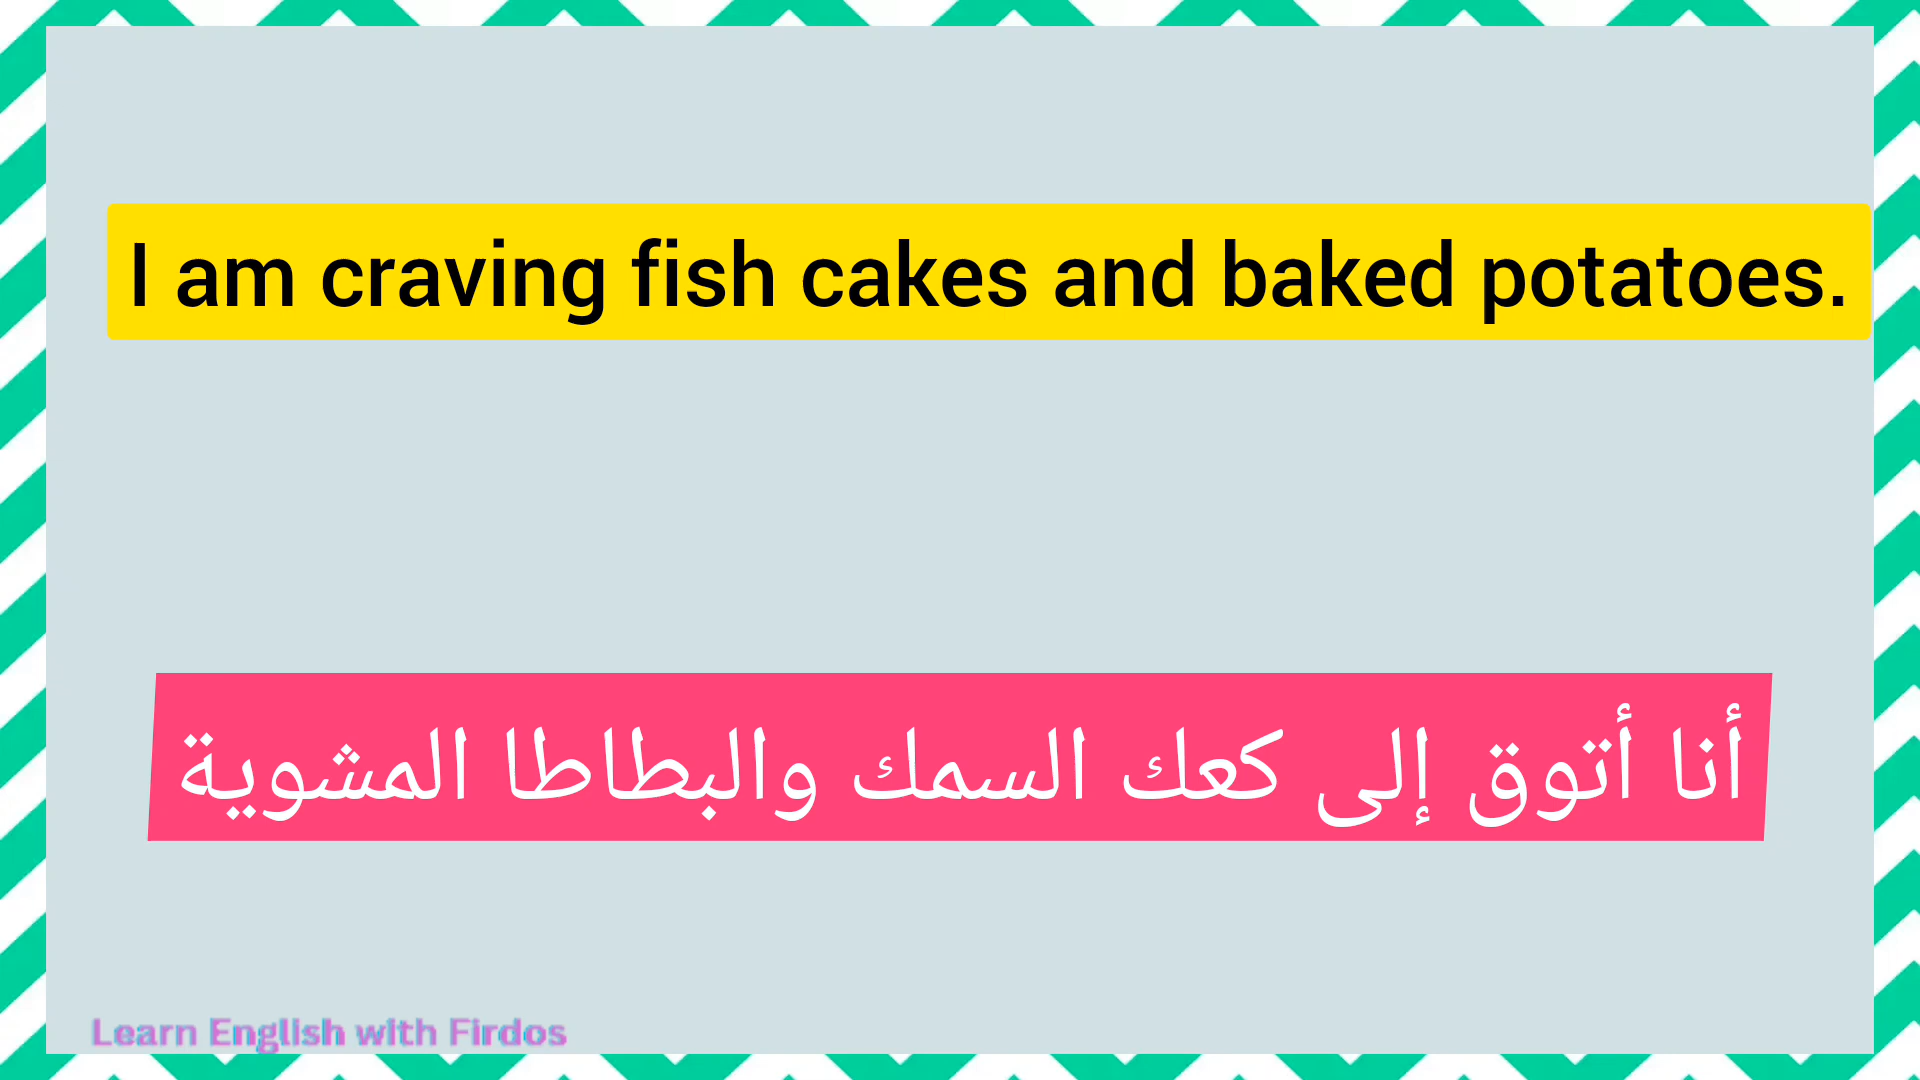 I am craving fish cakes and baked potatoes.
أنا أتوق إلى كعك السمك والبطاطا المشوية
Learn English with Firdos